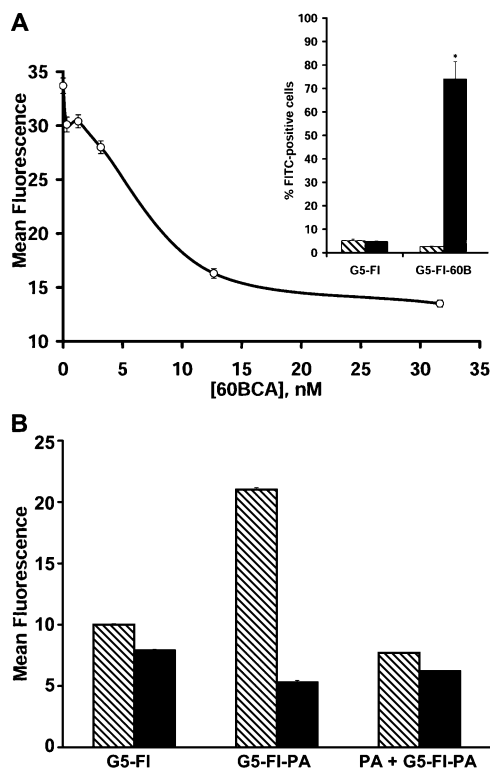 A
Mean Fluorescence
35
30
25
20
15
10
0
5
10
15
20
25
30
35
[60BCA], nM
% FITC-positive cells
100
90
80
70
60
50
40
30
20
10
0
*
G5-FI
G5-FI-60B
B
Mean Fluorescence
25
20
15
10
5
0
G5-FI
G5-FI-PA
PA + G5-FI-PA